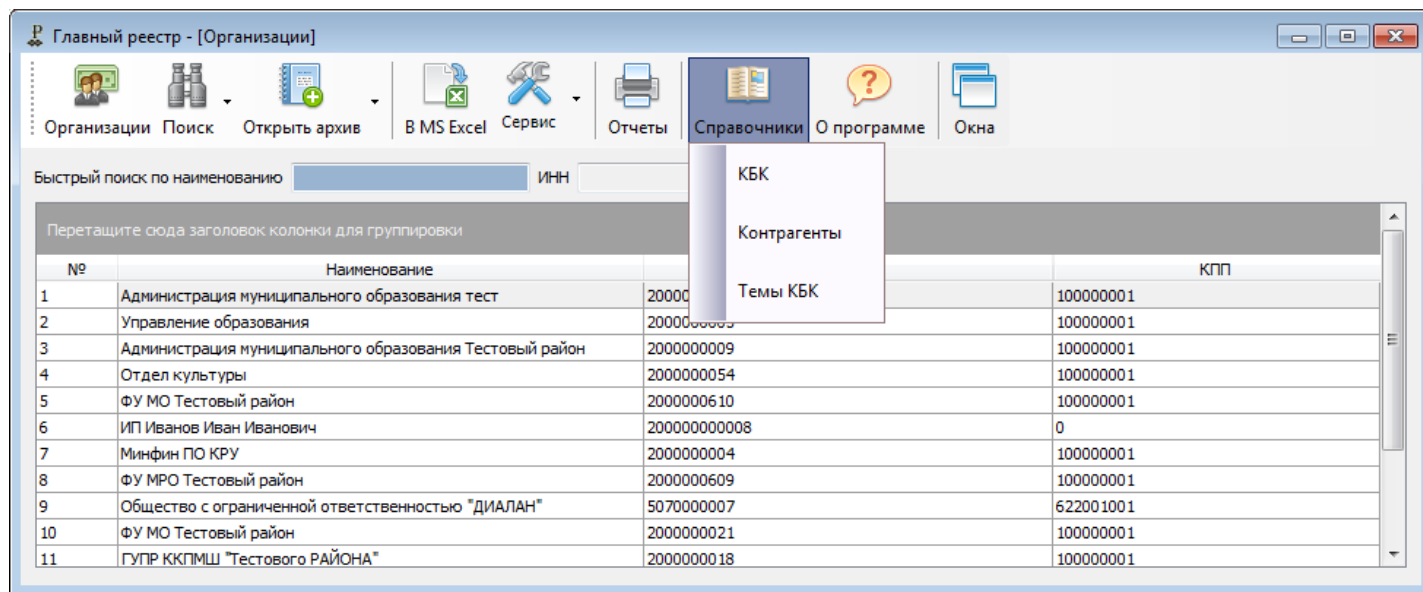 Главный реестр - [Организации]
Организации Поиск Открыть архив В MS Excel Сервис Отчеты Справочники О программе Окна
Быстрый поиск по наименованию ИНН
КБК
Контрагенты
Темы КБК
Перетащите сюда заголовок колонки для группировки
№ Наименование КПП
1 Администрация муниципального образования тест 100000001
2 Управление образования 100000001
3 Администрация муниципального образования Тестовый район 2000000009 100000001
4 Отдел культуры 2000000054 100000001
5 ФУ МО Тестовый район 2000000610 100000001
6 ИП Иванов Иван Иванович 200000000008 0
7 Минфин ПО КРУ 2000000004 100000001
8 ФУ МРО Тестовый район 2000000609 100000001
9 Общество с ограниченной ответственностью "ДИАЛАН" 5070000007 622001001
10 ФУ МО Тестовый район 2000000021 100000001
11 ГУПР ККПМШ "Тестового РАЙОНА" 2000000018 100000001